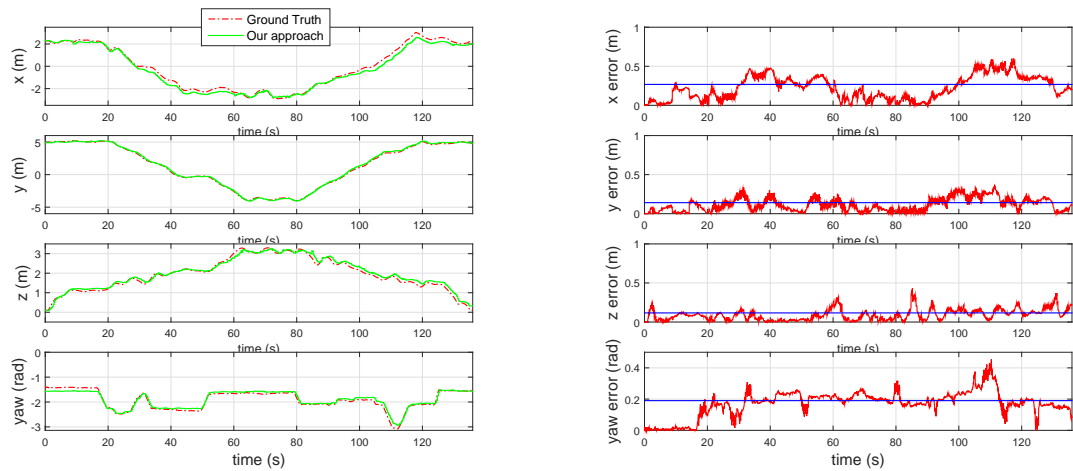 Ground Truth
Our approach
x (m)
2
0
-2
0 20 40 60 80 100 120
time (s)
y (m)
5
0
-5
0 20 40 60 80 100 120
time (s)
z (m)
3
2
1
0
0 20 40 60 80 100 120
time (s)
yaw (rad)
0
-1
-2
-3
0 20 40 60 80 100 120
time (s)
x error (m)
1
0.5
0
0 20 40 60 80 100 120
time (s)
y error (m)
1
0.5
0
0 20 40 60 80 100 120
time (s)
z error (m)
1
0.5
0
0 20 40 60 80 100 120
time (s)
yaw error (rad)
0.4
0.2
0
0 20 40 60 80 100 120
time (s)